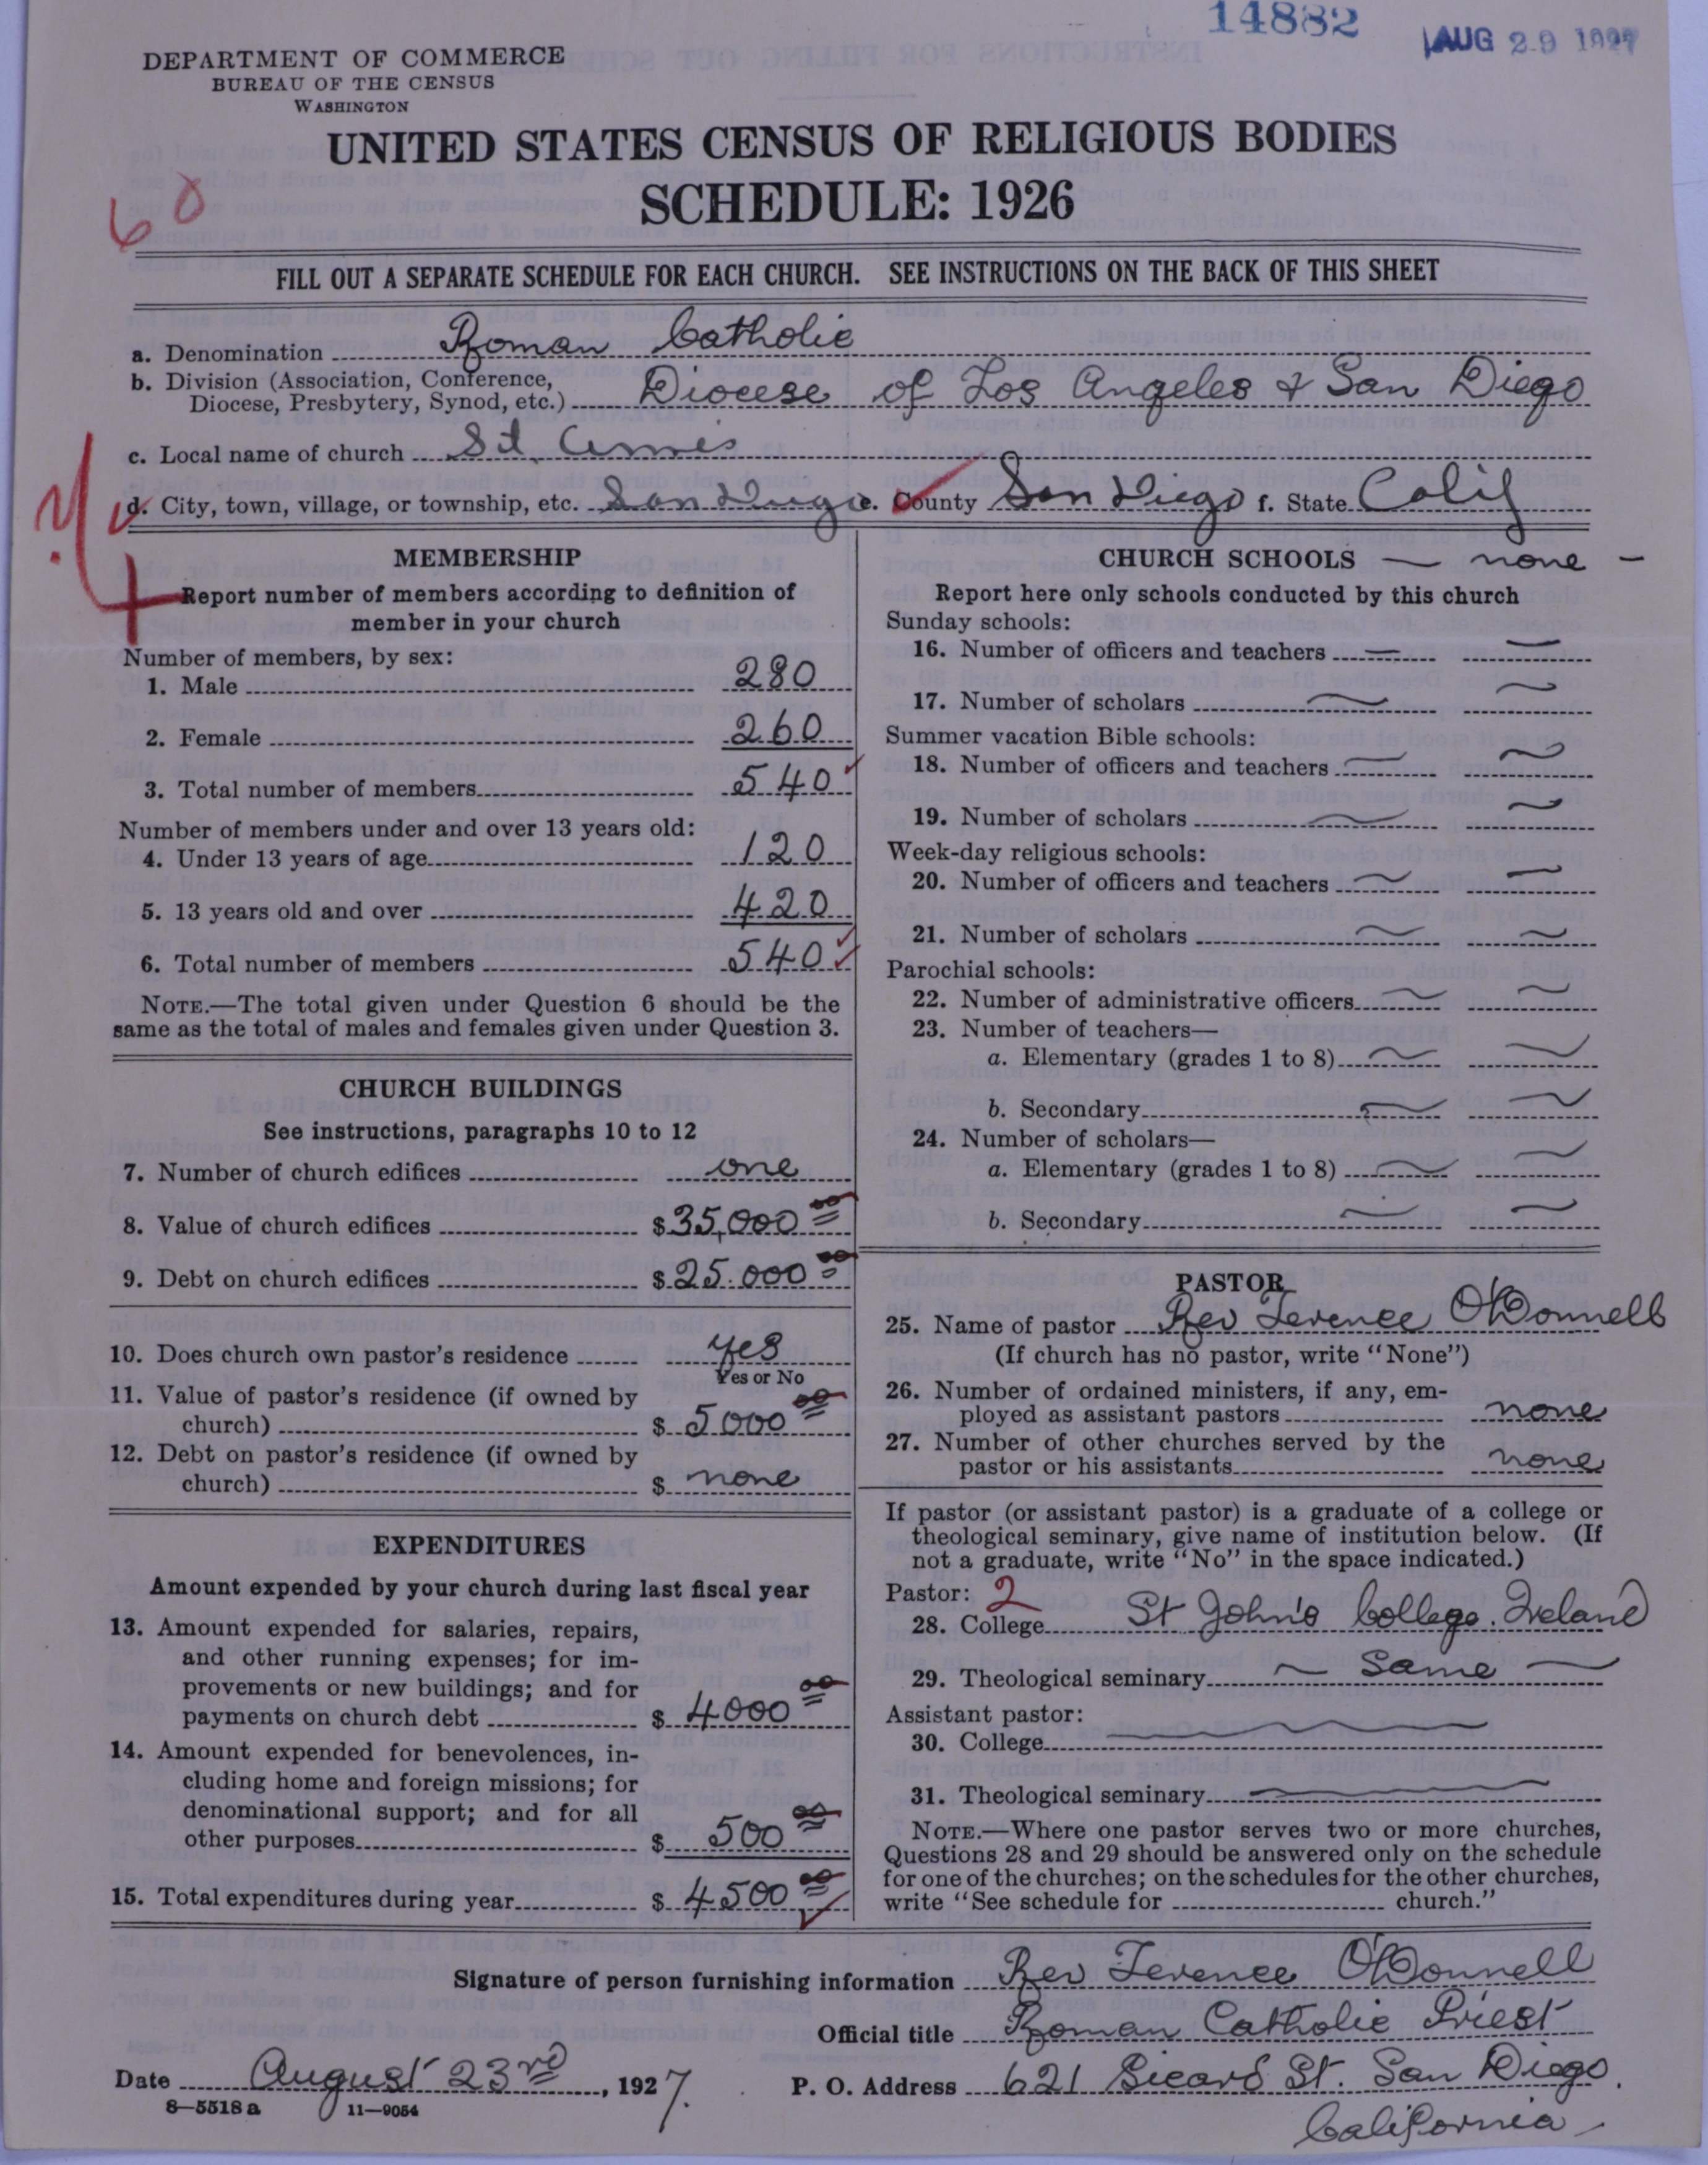 14882
AUG 29 1927
DEPARTMENT OF COMMERCE
BUREAU OF THE CENSUS
WASHINGTON
UNITED STATES CENSUS OF RELIGIOUS BODIES
SCHEDULE: 1926
60
FILL OUT A SEPARATE SCHEDULE FOR EACH CHURCH. SEE INSTRUCTIONS ON THE BACK OF THIS SHEET
a. Denomination Roman Catholic
b. Division (Association, Conference, Diocese, Presbytery, Synod, etc.) Diocese of Los Angeles & San Diego
c. Local name of church St. Annes
d. City, town, village, or township, etc. San Diego e. County San Diego f. State Calif
MEMBERSHIP
Report number of members according to definition of
member in your church
Number of members, by sex:
1. Male 280
2. Female 260
3. Total number of members 540
Number of members under and over 13 years old:
4. Under 13 years of age 120
5. 13 years old and over 420
6. Total number of members 540
NOTE.—The total given under Question 6 should be the
same as the total of males and females given under Question 3.
CHURCH BUILDINGS
See instructions, paragraphs 10 to 12
7. Number of church edifices one
8. Value of church edifices $35,000 00
9. Debt on church edifices $25.000 00
10. Does church own pastor's residence yes
Yes or No
11. Value of pastor's residence (if owned by
church) $5000 00
12. Debt on pastor's residence (if owned by
church) $ none
EXPENDITURES
Amount expended by your church during last fiscal year
13. Amount expended for salaries, repairs,
and other running expenses; for im-
provements or new buildings; and for
payments on church debt $4000 00
14. Amount expended for benevolences, in-
cluding home and foreign missions; for
denominational support; and for all
other purposes $500 00
15. Total expenditures during year $4500 00
CHURCH SCHOOLS — none —
Report here only schools conducted by this church
Sunday schools:
16. Number of officers and teachers
17. Number of scholars
Summer vacation Bible schools:
18. Number of officers and teachers
19. Number of scholars
Week-day religious schools:
20. Number of officers and teachers
21. Number of scholars
Parochial schools:
22. Number of administrative officers
23. Number of teachers—
a. Elementary (grades 1 to 8)
b. Secondary
24. Number of scholars—
a. Elementary (grades 1 to 8)
b. Secondary
PASTOR
25. Name of pastor Rev Terence O'Donnell
(If church has no pastor, write "None")
26. Number of ordained ministers, if any, em-
ployed as assistant pastors none
27. Number of other churches served by the
pastor or his assistants none
If pastor (or assistant pastor) is a graduate of a college or
theological seminary, give name of institution below. (If
not a graduate, write "No" in the space indicated.)
Pastor: 2
28. College St John's College. Ireland
29. Theological seminary — Same —
Assistant pastor:
30. College
31. Theological seminary
NOTE.—Where one pastor serves two or more churches,
Questions 28 and 29 should be answered only on the schedule
for one of the churches; on the schedules for the other churches,
write "See schedule for church."
Signature of person furnishing information Rev Terence O'Donnell
Official title Roman Catholic Priest
Date August 23rd, 1927. P. O. Address 621 Sicard St. San Diego.
California
8—5518a 11—9054